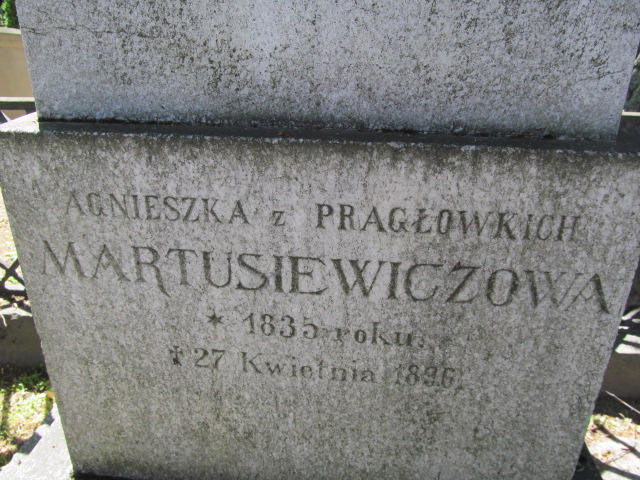 AGNIESZKA z PRAGŁOWKICH
MARTUSIEWICZOWA
* 1835 roku.
† 27 Kwietnia 1896.